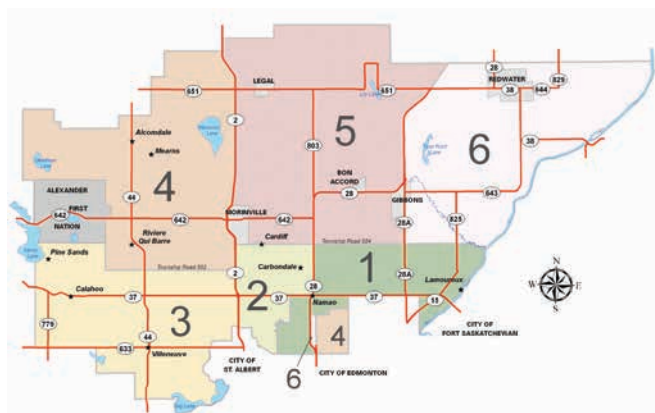 28
829
REDWATER
LEGAL
651
651
38
644
2
5
Alcomdale
803
6
38
Mearns
BON
ACCORD
4
ALEXANDER
28
643
44
GIBBONS
FIRST
MORINVILLE
642
642
642
825
NATION
28A
Riviere
Qui Barre
Cardiff
Township Road 554
Pine Sands
Township Road 552
Carbondale
1
28A
2
Lamoureux
28
Calahoo
37
2
37
37
15
Namao
3
CITY OF
FORT SASKATCHEWAN
779
44
4
633
Villeneuve
CITY OF
ST. ALBERT
6
CITY OF EDMONTON
N
W
E
S